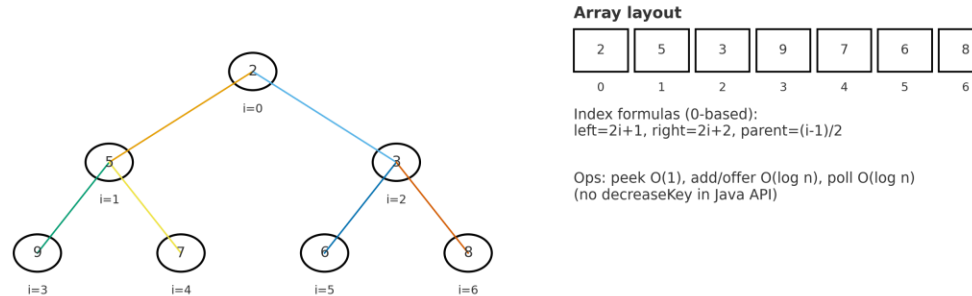 2
i=0
5
3
i=1
i=2
9
7
6
8
i=3
i=4
i=5
i=6
Array layout
2 5 3 9 7 6 8
0 1 2 3 4 5 6
Index formulas (0-based):
left=2i+1, right=2i+2, parent=(i-1)/2
Ops: peek O(1), add/offer O(log n), poll O(log n)
(no decreaseKey in Java API)